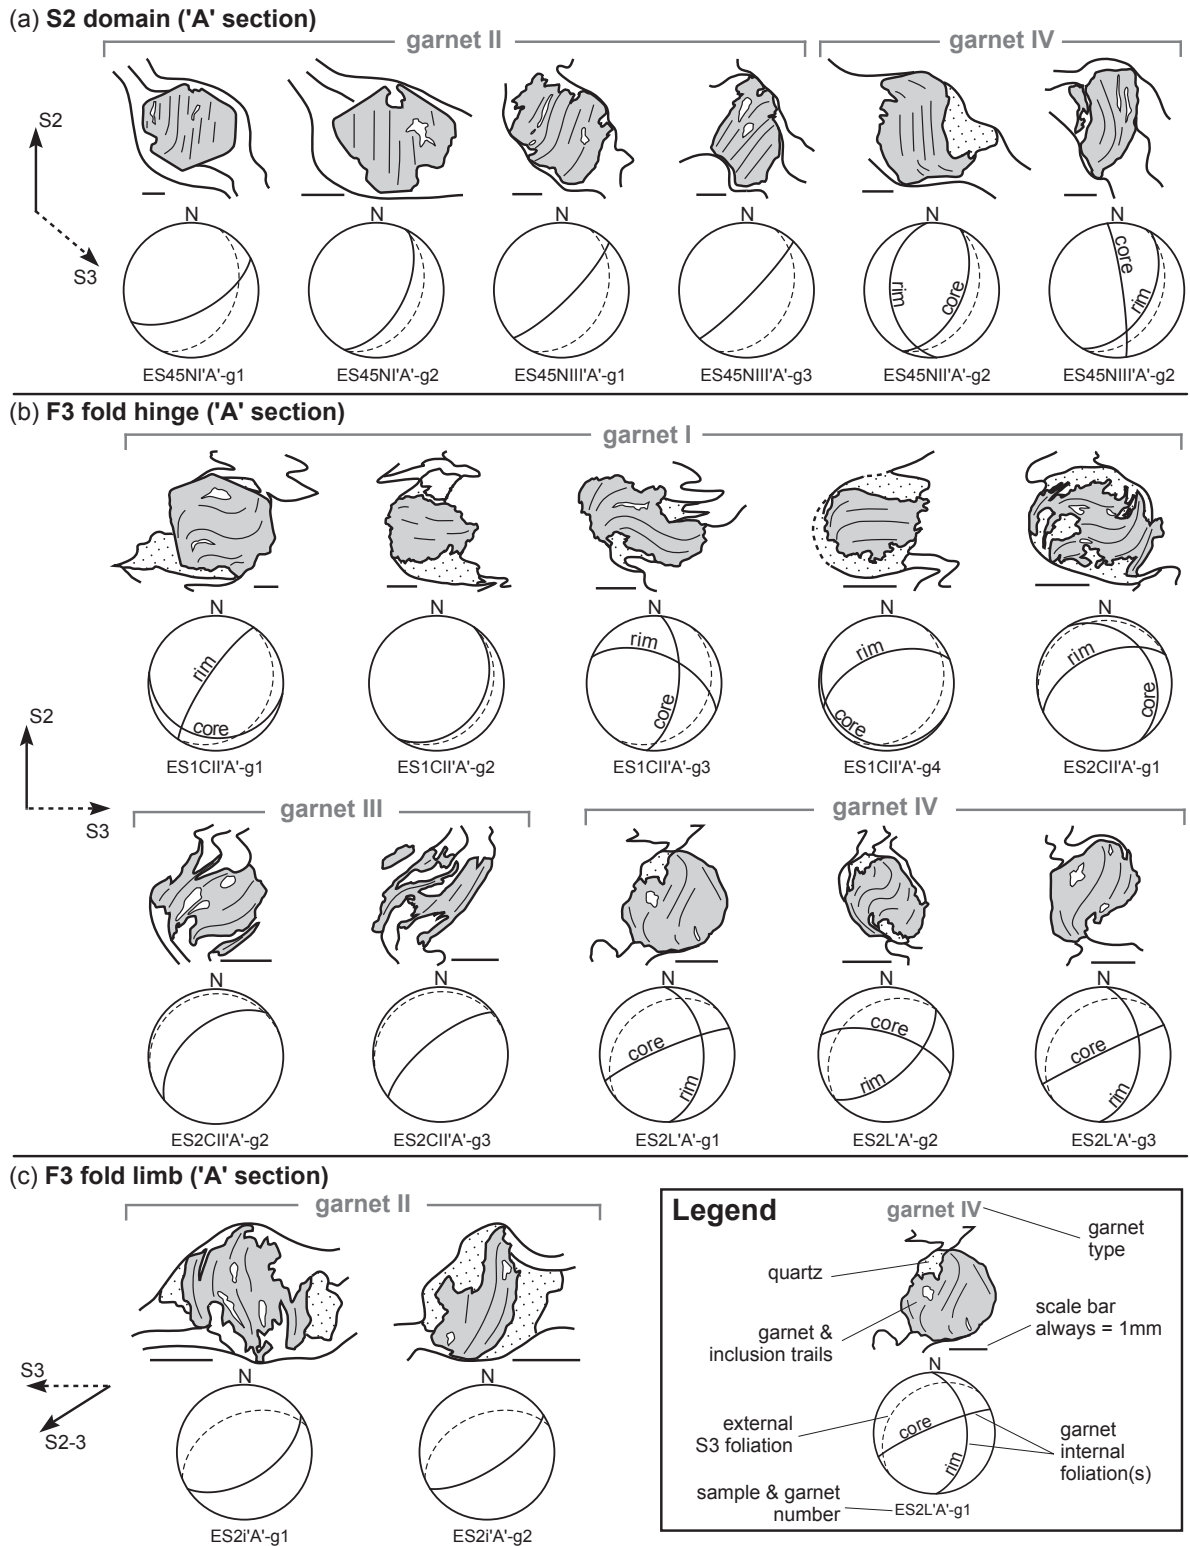 (a) S2 domain ('A' section)
garnet II
garnet IV
S2
S3
N
N
N
N
N
N
rim
core
core
rim
ES45NI'A'-g1
ES45NI'A'-g2
ES45NIII'A'-g1
ES45NIII'A'-g3
ES45NII'A'-g2
ES45NIII'A'-g2
(b) F3 fold hinge ('A' section)
garnet I
S2
S3
N
N
N
N
N
rim
core
rim
core
rim
core
rim
core
ES1CII'A'-g1
ES1CII'A'-g2
ES1CII'A'-g3
ES1CII'A'-g4
ES2CII'A'-g1
garnet III
garnet IV
N
N
N
N
N
core
rim
core
rim
core
rim
ES2CII'A'-g2
ES2CII'A'-g3
ES2L'A'-g1
ES2L'A'-g2
ES2L'A'-g3
(c) F3 fold limb ('A' section)
garnet II
S3
S2-3
N
N
ES2i'A'-g1
ES2i'A'-g2
Legend
garnet IV
garnet
type
quartz
scale bar
always = 1mm
garnet &
inclusion trails
N
external
S3 foliation
core
rim
garnet
internal
foliation(s)
sample & garnet
number
ES2L'A'-g1